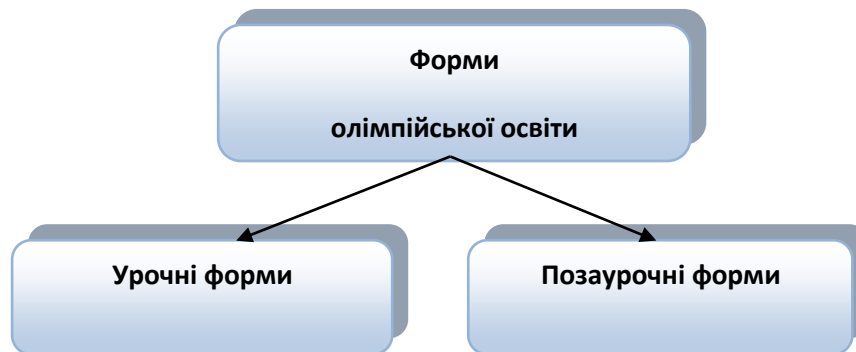 Форми
олімпійської освіти
Урочні форми
Позаурочні форми